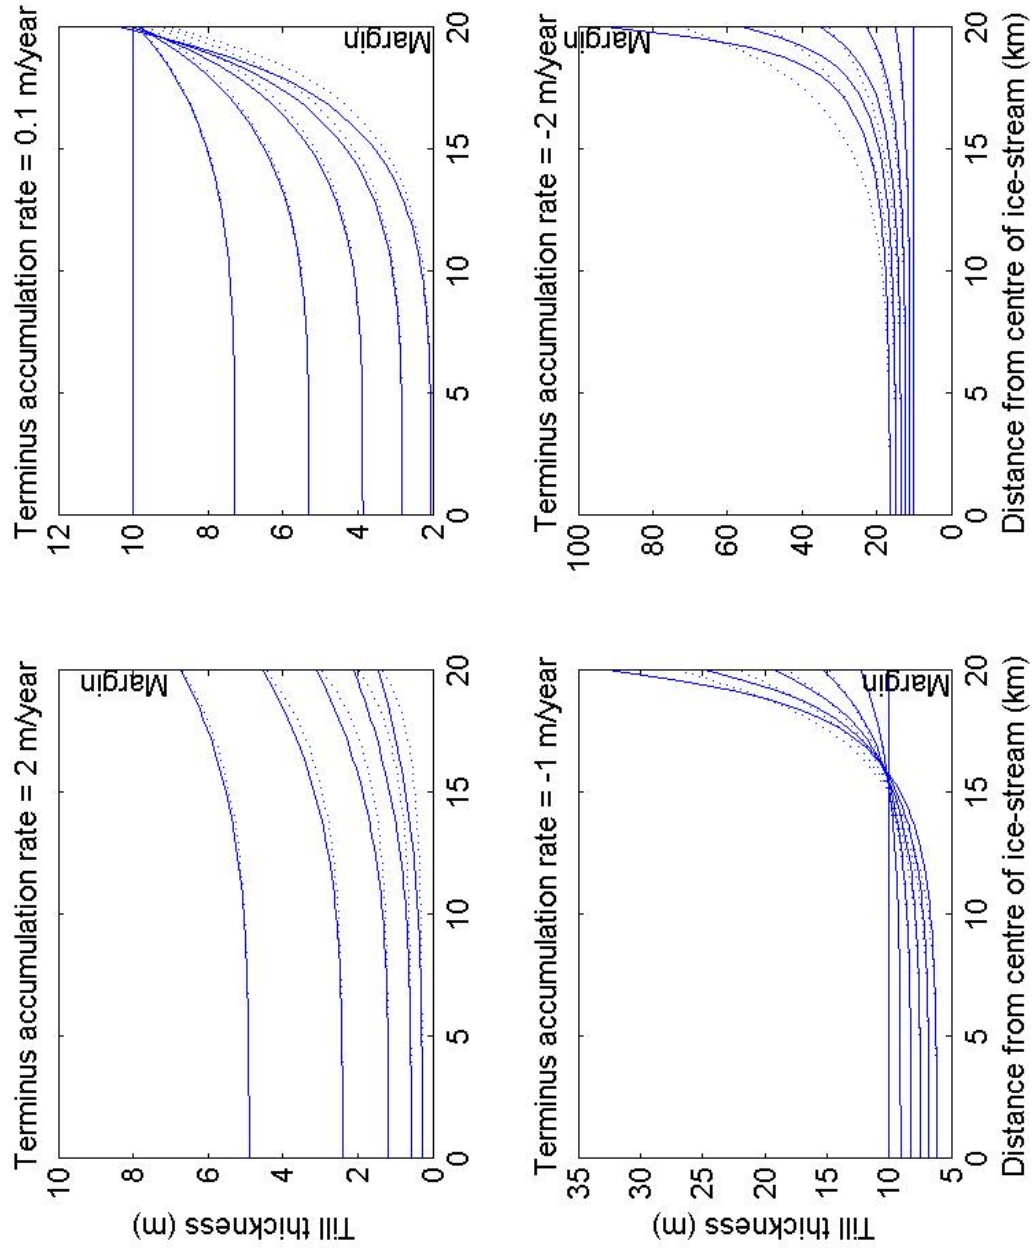 Terminus accumulation rate = 2 m/year
10
8
6
4
2
0
Till thickness (m)
Margin
0 5 10 15 20
Terminus accumulation rate = 0.1 m/year
12
10
8
6
4
2
Margin
0 5 10 15 20
Terminus accumulation rate = -1 m/year
35
30
25
20
15
10
5
Till thickness (m)
Margin
0 5 10 15 20
Distance from centre of ice-stream (km)
Terminus accumulation rate = -2 m/year
100
80
60
40
20
0
Margin
0 5 10 15 20
Distance from centre of ice-stream (km)